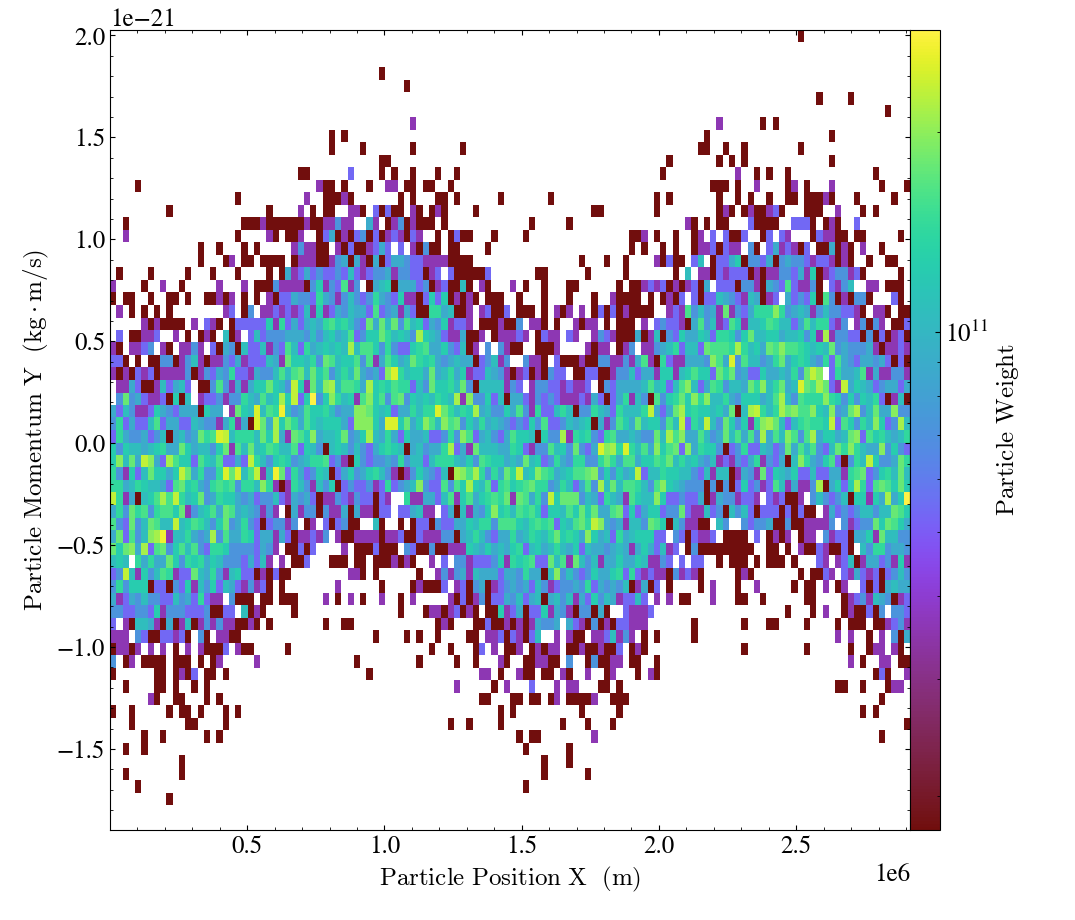 1e−21
2.0
1.5
1.0
0.5
0.0
−0.5
−1.0
−1.5
Particle Momentum Y (kg · m/s)
0.5 1.0 1.5 2.0 2.5
1e6
Particle Position X (m)
10¹¹
Particle Weight